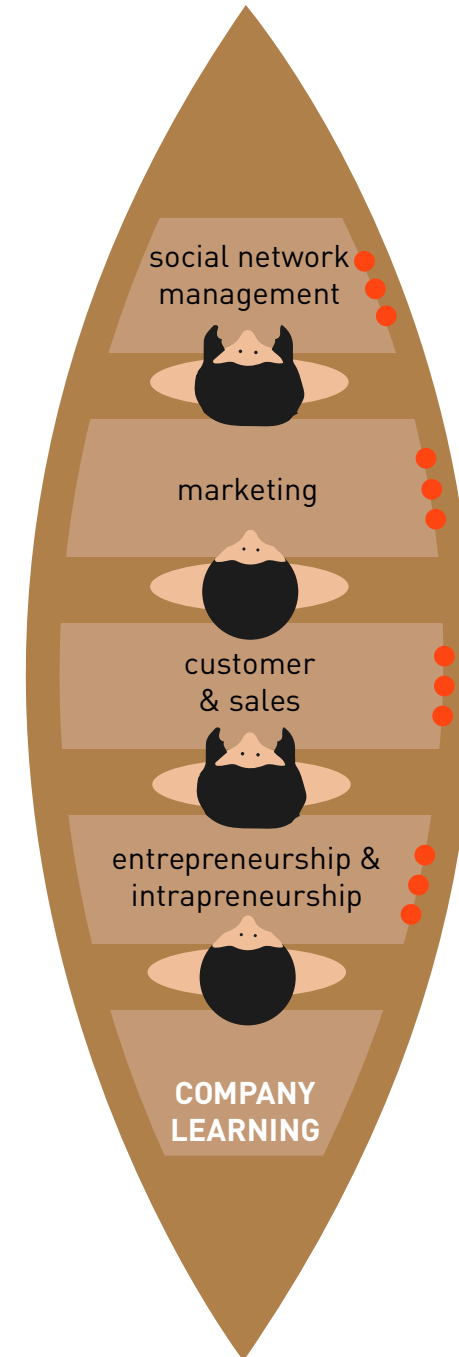 social network
management
marketing
customer
& sales
entrepreneurship &
intrapreneurship
COMPANY
LEARNING